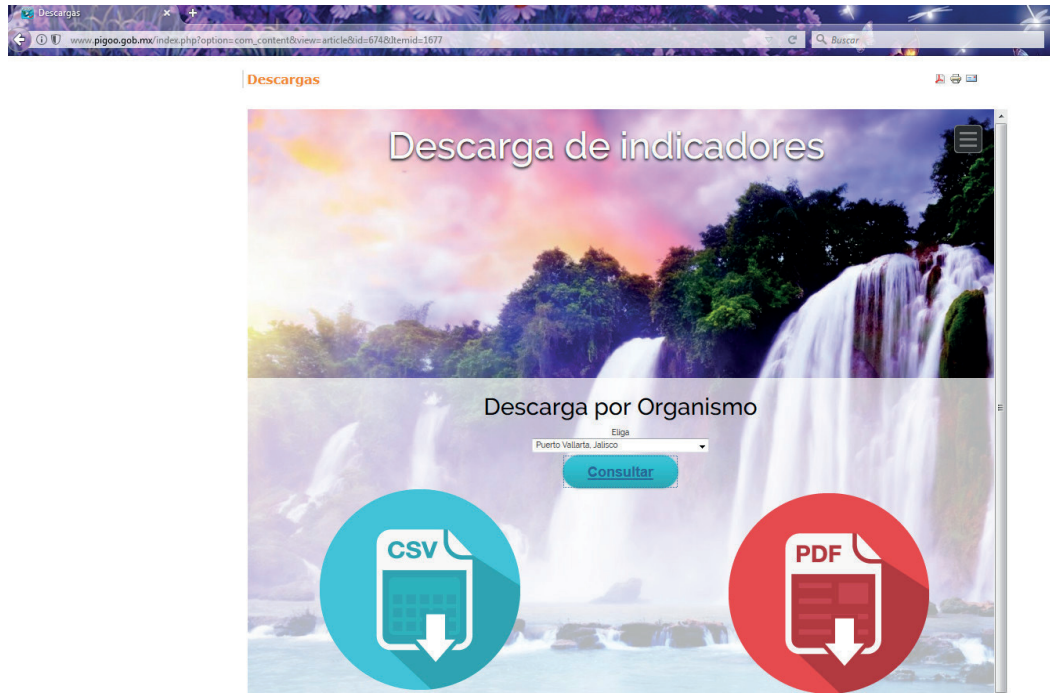 Descargas
www.pigoo.gob.mx/index.php?option=com_content&view=article&id=674&Itemid=1677
Buscar
Descargas
Descarga de indicadores
Descarga por Organismo
Eliga
Puerto Vallarta, Jalisco
Consultar
CSV
PDF